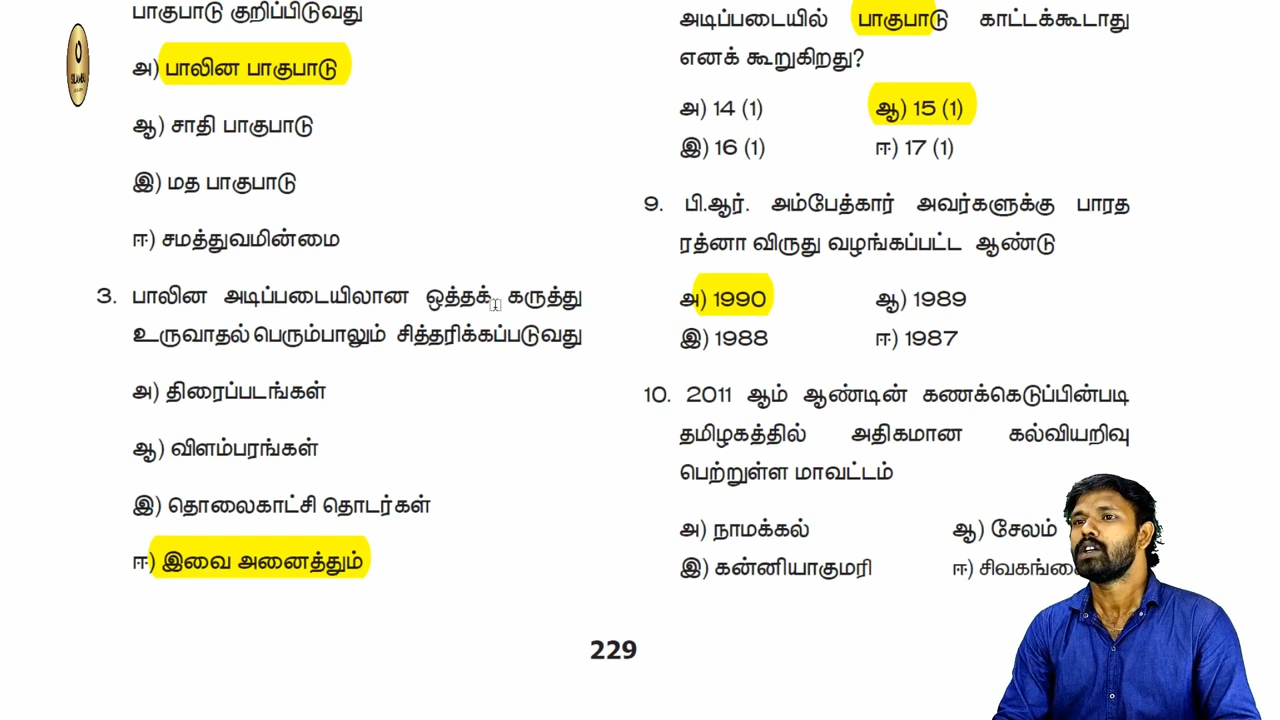 பாகுபாடு குறிப்பிடுவது
அ) பாலின பாகுபாடு
ஆ) சாதி பாகுபாடு
இ) மத பாகுபாடு
ஈ) சமத்துவமின்மை
3. பாலின அடிப்படையிலான ஒத்தக் கருத்து
உருவாதல் பெரும்பாலும் சித்தரிக்கப்படுவது
அ) திரைப்படங்கள்
ஆ) விளம்பரங்கள்
இ) தொலைகாட்சி தொடர்கள்
ஈ) இவை அனைத்தும்
அடிப்படையில் பாகுபாடு காட்டக்கூடாது
எனக் கூறுகிறது?
அ) 14 (1) ஆ) 15 (1)
இ) 16 (1) ஈ) 17 (1)
9. பி.ஆர். அம்பேத்கார் அவர்களுக்கு பாரத
ரத்னா விருது வழங்கப்பட்ட ஆண்டு
அ) 1990 ஆ) 1989
இ) 1988 ஈ) 1987
10. 2011 ஆம் ஆண்டின் கணக்கெடுப்பின்படி
தமிழகத்தில் அதிகமான கல்வியறிவு
பெற்றுள்ள மாவட்டம்
அ) நாமக்கல் ஆ) சேலம்
இ) கன்னியாகுமரி ஈ)
229